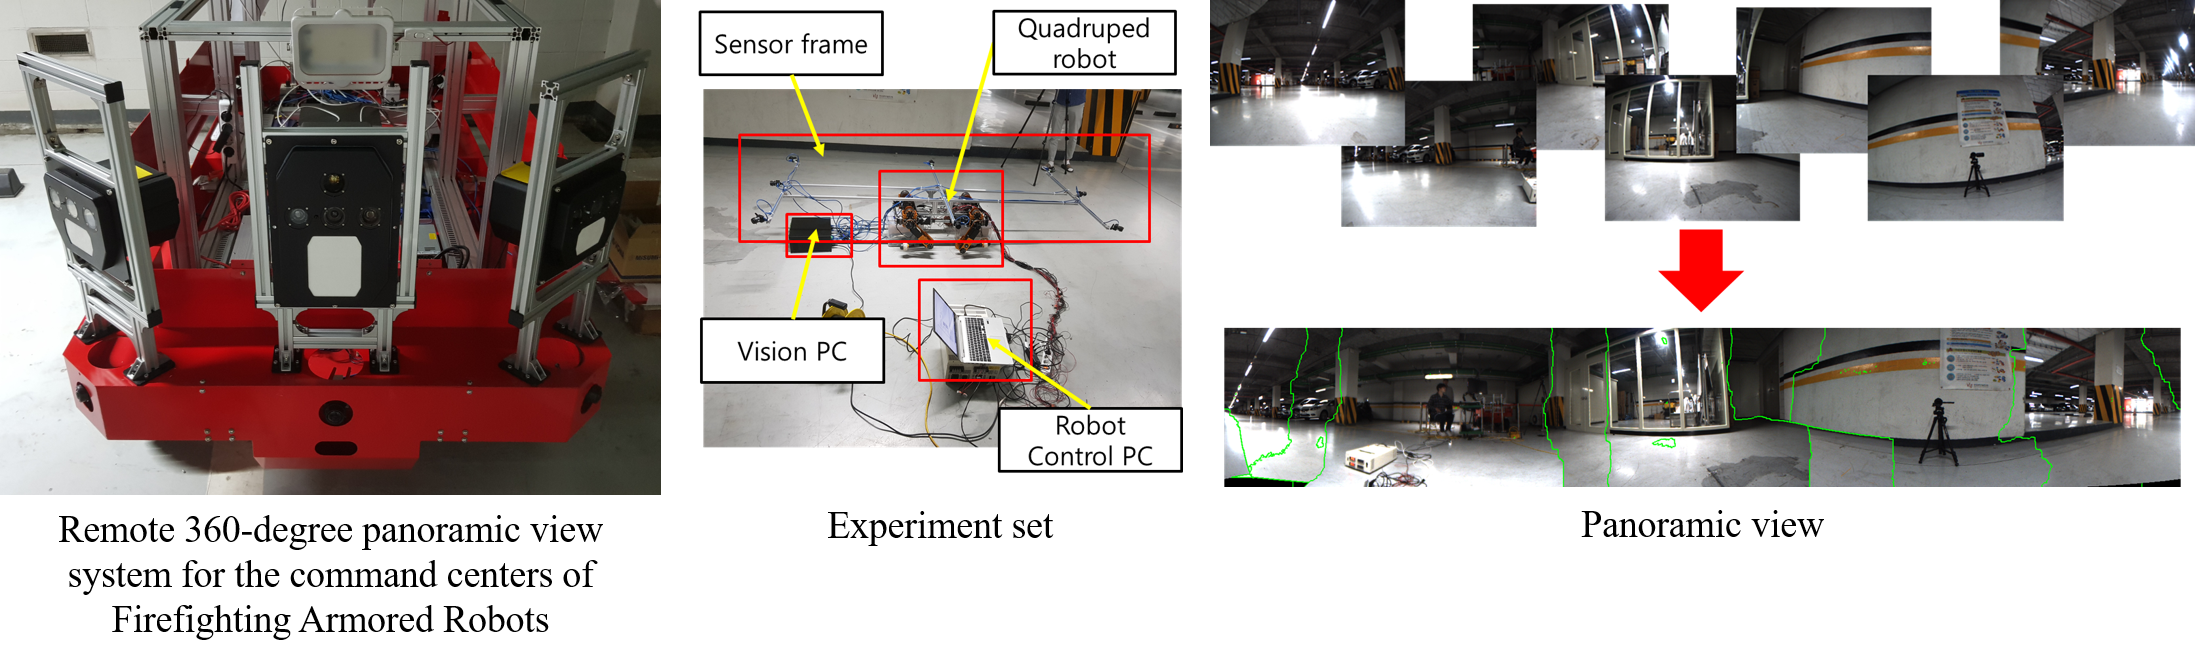 Sensor frame
Quadruped
robot
Vision PC
Robot
Control PC
Remote 360-degree panoramic view
system for the command centers of
Firefighting Armored Robots
Experiment set
Panoramic view